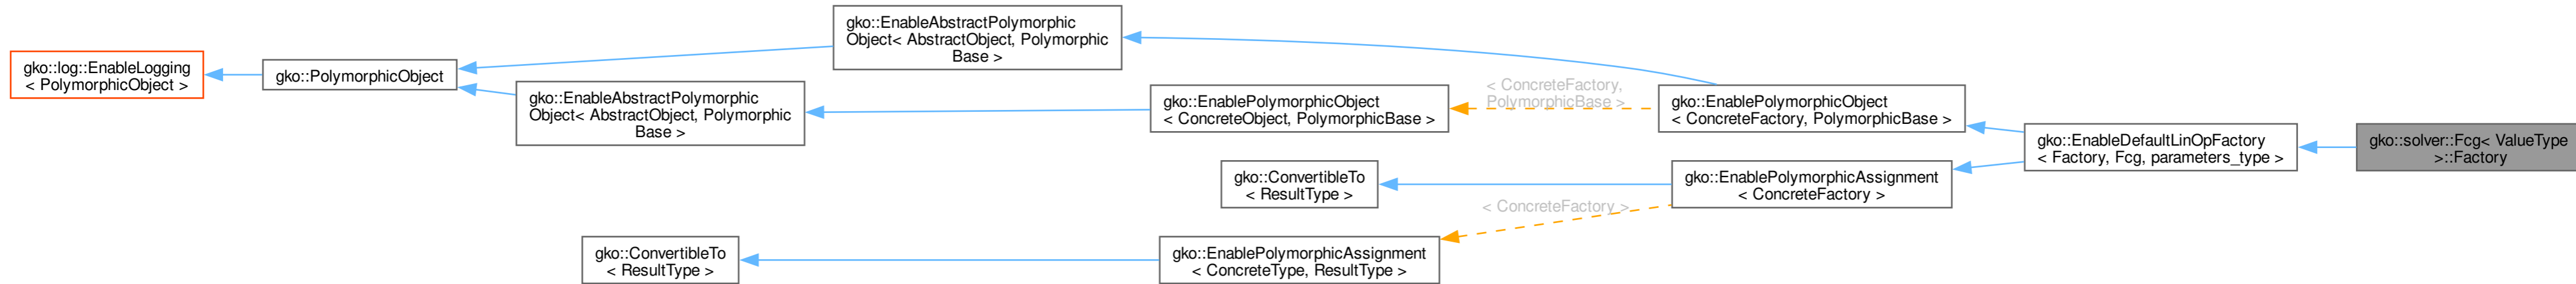 gko::log::EnableLogging
< PolymorphicObject >
gko::PolymorphicObject
gko::EnableAbstractPolymorphic
Object< AbstractObject, Polymorphic
Base >
gko::EnableAbstractPolymorphic
Object< AbstractObject, Polymorphic
Base >
gko::EnablePolymorphicObject
< ConcreteObject, PolymorphicBase >
< ConcreteFactory,
PolymorphicBase >
gko::EnablePolymorphicObject
< ConcreteFactory, PolymorphicBase >
gko::ConvertibleTo
< ResultType >
gko::EnablePolymorphicAssignment
< ConcreteFactory >
gko::EnableDefaultLinOpFactory
< Factory, Fcg, parameters_type >
gko::solver::Fcg< ValueType
>::Factory
< ConcreteFactory >
gko::ConvertibleTo
< ResultType >
gko::EnablePolymorphicAssignment
< ConcreteType, ResultType >